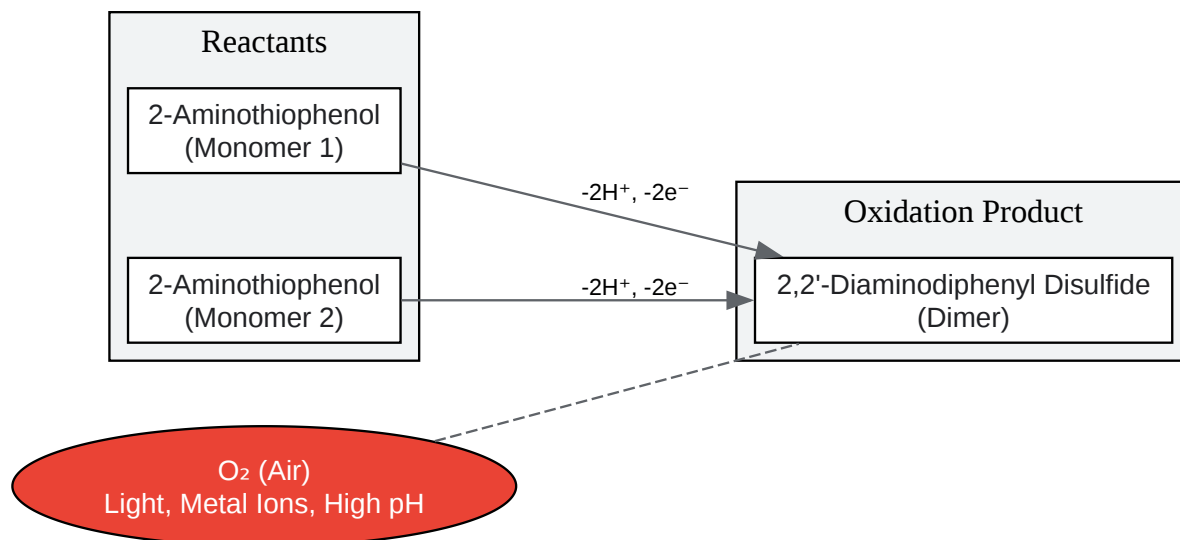 Reactants
2-Aminothiophenol
(Monomer 1)
-2H⁺, -2e⁻
Oxidation Product
2-Aminothiophenol
(Monomer 2)
-2H⁺, -2e⁻
2,2'-Diaminodiphenyl Disulfide
(Dimer)
O₂ (Air)
Light, Metal Ions, High pH